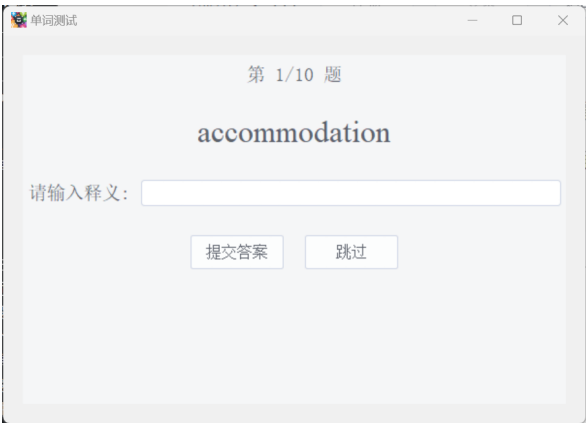 单词测试
第 1/10 题
accommodation
请输入释义:
提交答案 跳过